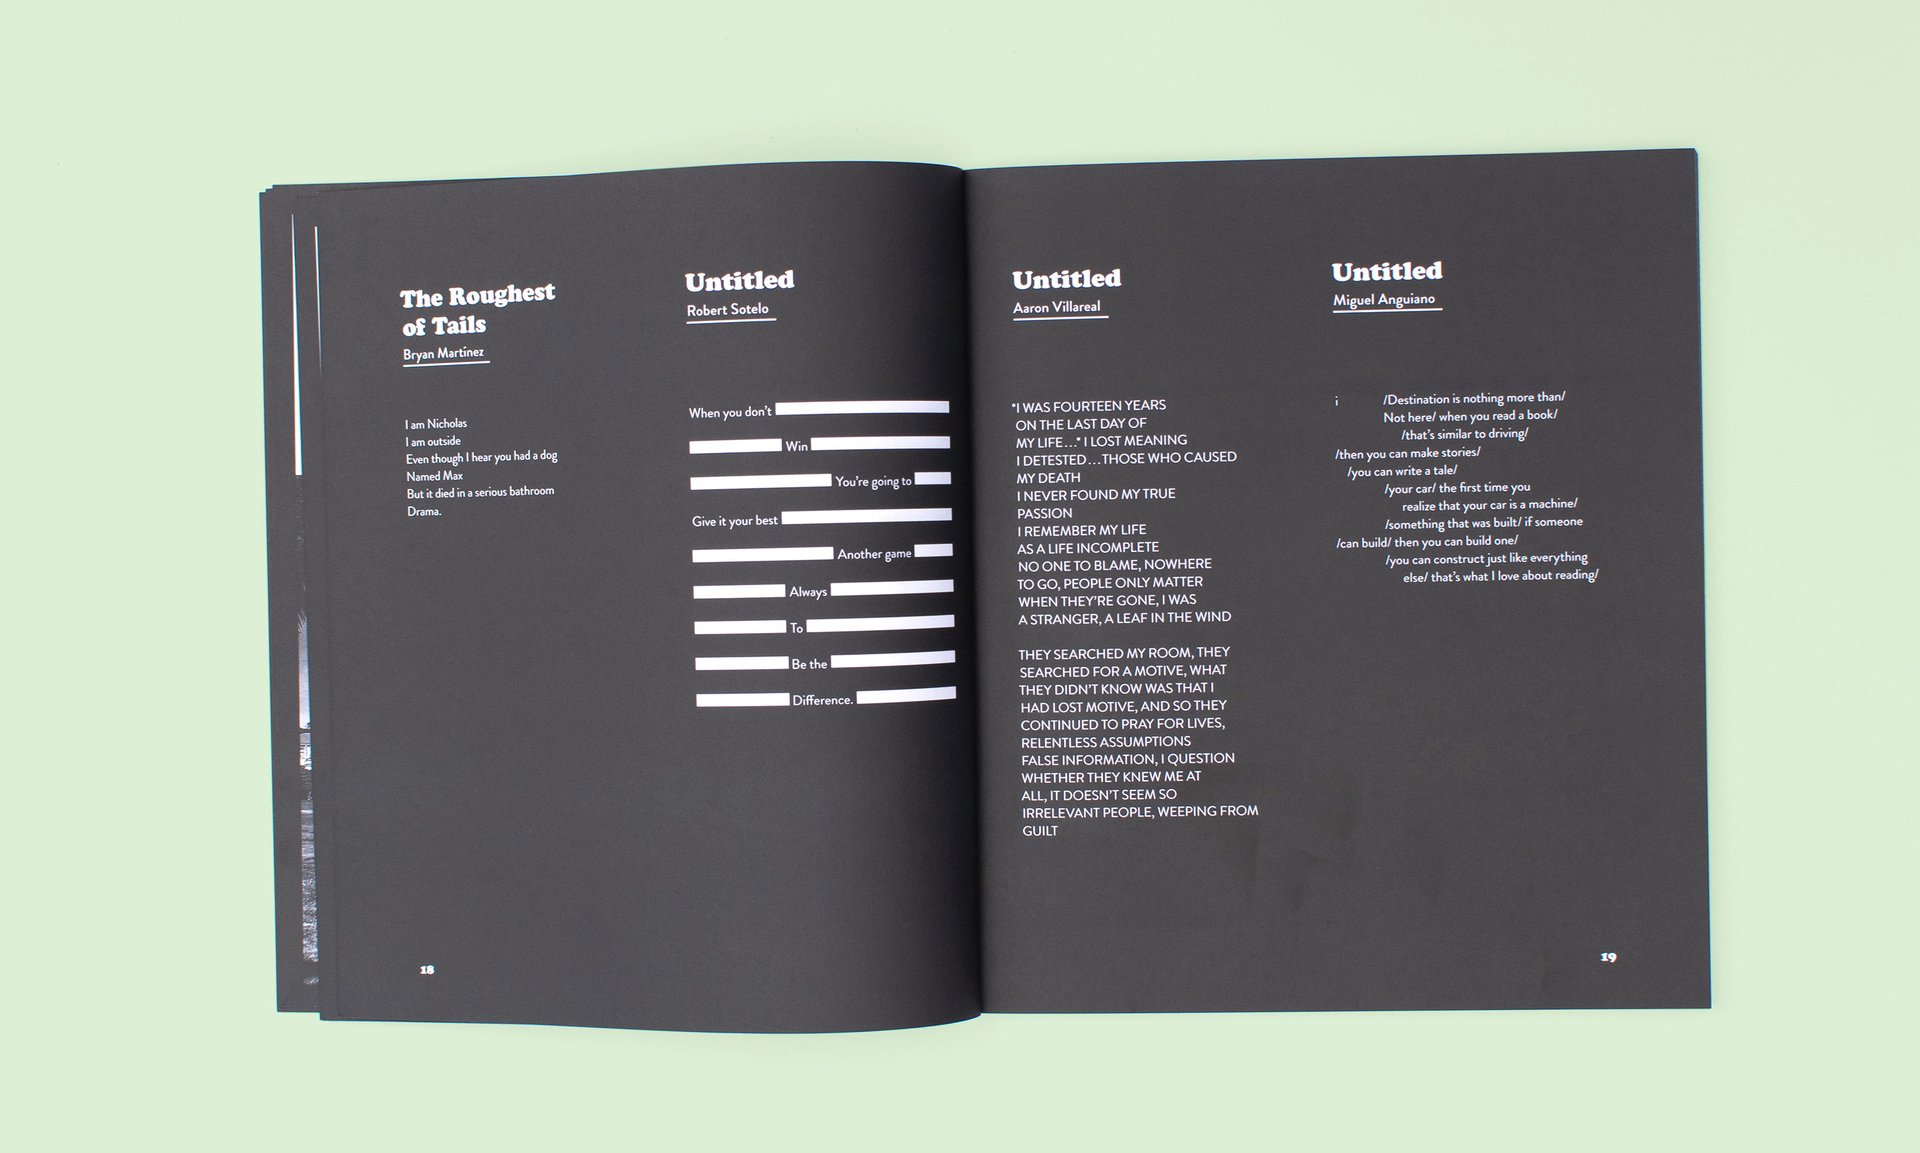 The Roughest
of Tails
Bryan Martínez
I am Nicholas
I am outside
Even though I hear you had a dog
Named Max
But it died in a serious bathroom
Drama.
Untitled
Robert Sotelo
When you don't
Win
You're going to
Give it your best
Another game
Always
To
Be the
Difference.
18
Untitled
Aaron Villareal
*I WAS FOURTEEN YEARS
ON THE LAST DAY OF
MY LIFE...* I LOST MEANING
I DETESTED...THOSE WHO CAUSED
MY DEATH
I NEVER FOUND MY TRUE
PASSION
I REMEMBER MY LIFE
AS A LIFE INCOMPLETE
NO ONE TO BLAME, NOWHERE
TO GO, PEOPLE ONLY MATTER
WHEN THEY'RE GONE, I WAS
A STRANGER, A LEAF IN THE WIND
THEY SEARCHED MY ROOM, THEY
SEARCHED FOR A MOTIVE, WHAT
THEY DIDN'T KNOW WAS THAT I
HAD LOST MOTIVE, AND SO THEY
CONTINUED TO PRAY FOR LIVES,
RELENTLESS ASSUMPTIONS
FALSE INFORMATION, I QUESTION
WHETHER THEY KNEW ME AT
ALL, IT DOESN'T SEEM SO
IRRELEVANT PEOPLE, WEEPING FROM
GUILT
Untitled
Miguel Anguiano
i /Destination is nothing more than/
Not here/ when you read a book/
/that's similar to driving/
/then you can make stories/
/you can write a tale/
/your car/ the first time you
realize that your car is a machine/
/something that was built/ if someone
/can build/ then you can build one/
/you can construct just like everything
else/ that's what I love about reading/
19